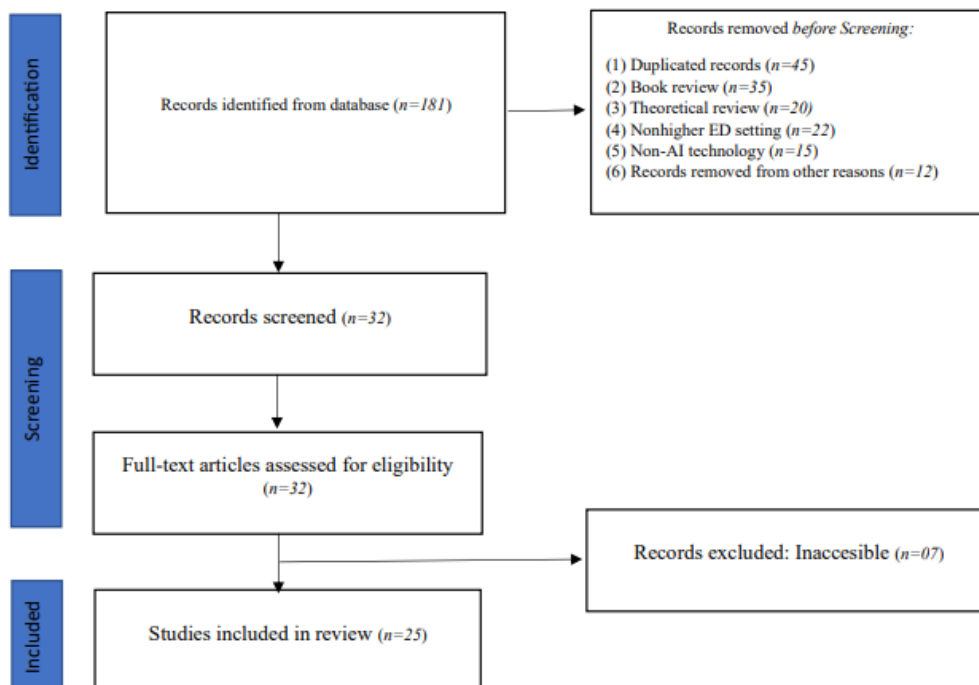 Identification
Records identified from database (n=181)
Records removed before Screening:
(1) Duplicated records (n=45)
(2) Book review (n=35)
(3) Theoretical review (n=20)
(4) Nonhigher ED setting (n=22)
(5) Non-AI technology (n=15)
(6) Records removed from other reasons (n=12)
Screening
Records screened (n=32)
Full-text articles assessed for eligibility
(n=32)
Records excluded: Inaccesible (n=07)
Included
Studies included in review (n=25)